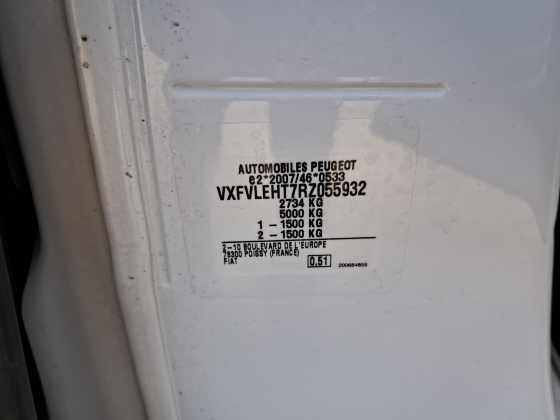 AUTOMOBILES PEUGEOT
e2*2007/46*0533
VXFVLEHT7RZ055932
2734 KG
5000 KG
1 - 1500 KG
2 - 1500 KG
2-10 BOULEVARD DE L'EUROPE
78300 POISSY (FRANCE)
FIAT 0.51 200684855